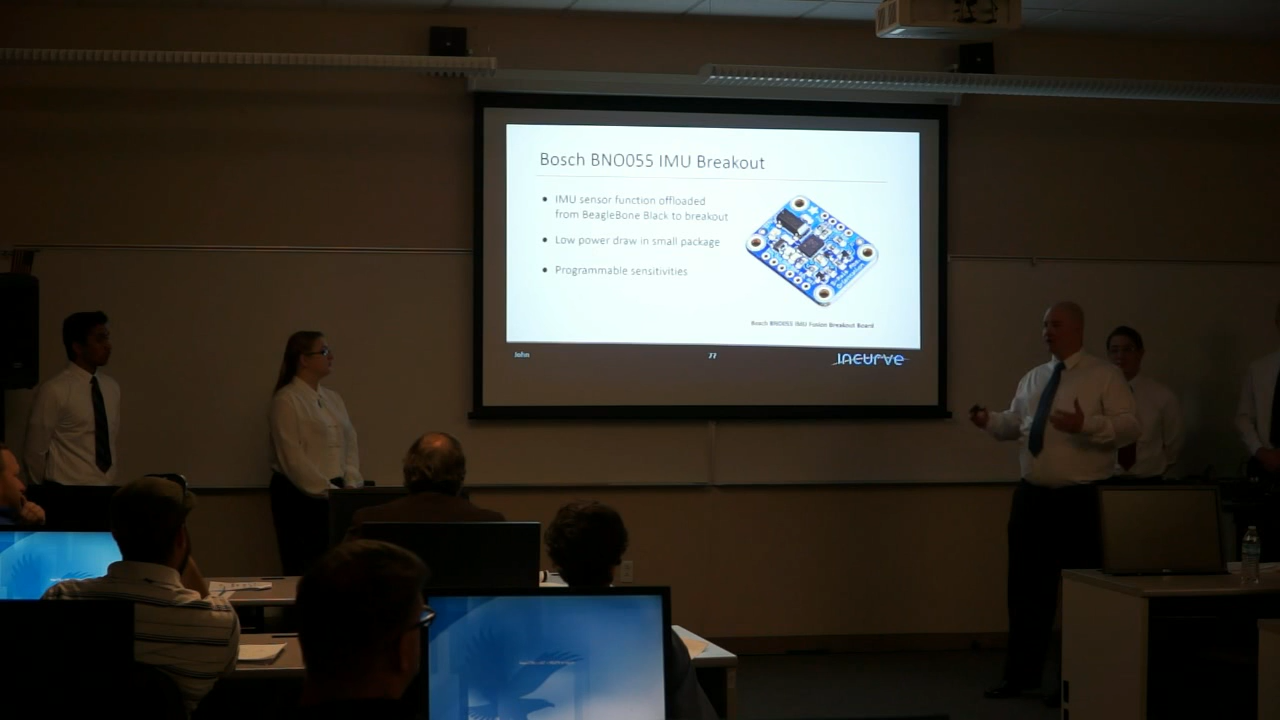 Bosch BNO055 IMU Breakout
• IMU sensor function offloaded
from BeagleBone Black to breakout
• Low power draw in small package
• Programmable sensitivities
Bosch BNO055 IMU Fusion Breakout Board
John
77
INCURVE